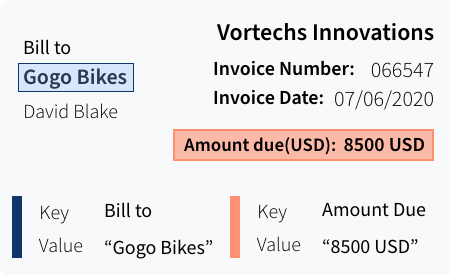 Vortechs Innovations
Bill to
Gogo Bikes
David Blake
Invoice Number: 066547
Invoice Date: 07/06/2020
Amount due(USD): 8500 USD
Key Bill to
Value “Gogo Bikes”
Key Amount Due
Value “8500 USD”